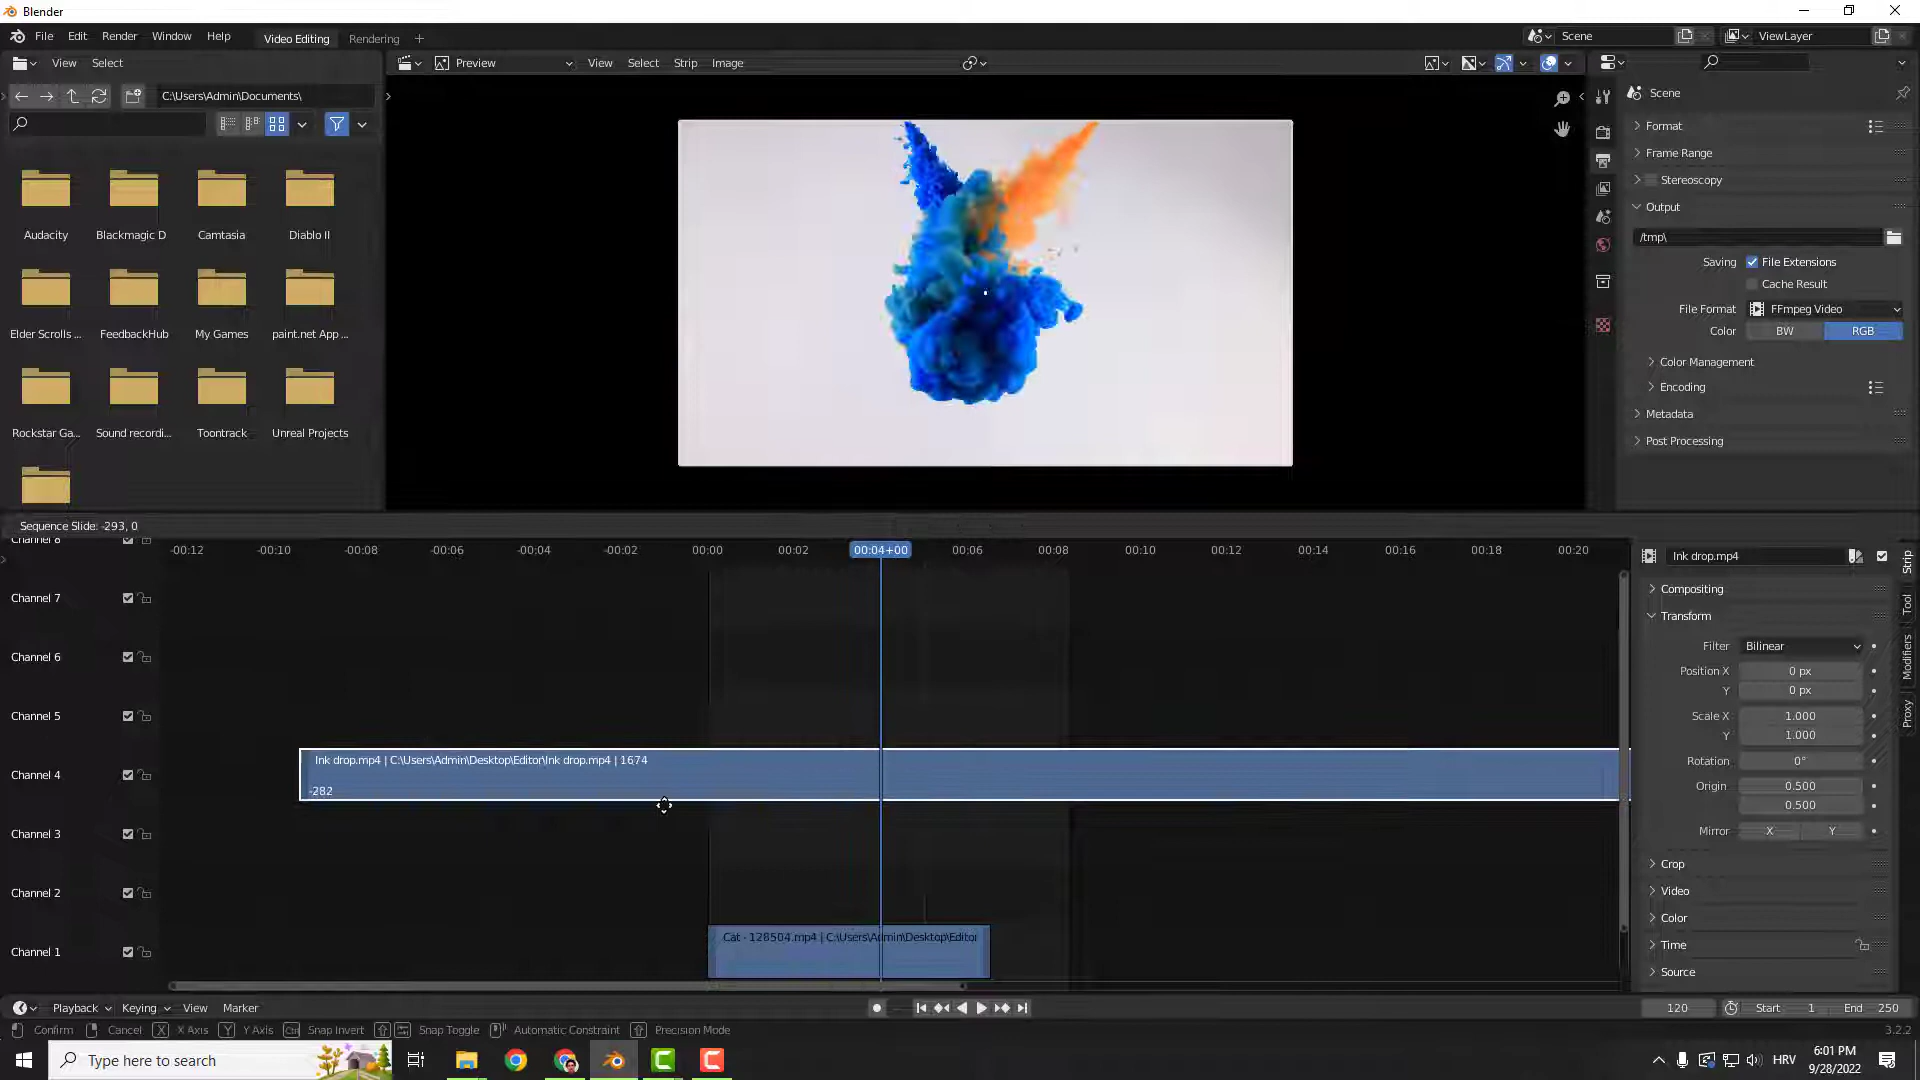 Blender
File Edit Render Window Help Video Editing Rendering Scene ViewLayer
View Select Preview View Select Strip Image
C:\Users\Admin\Documents\
Audacity Blackmagic D Camtasia Diablo II
Elder Scrolls ... FeedbackHub My Games paint.net App ...
Rockstar Ga... Sound recordi... Toontrack Unreal Projects
Scene
Format
Frame Range
Stereoscopy
Output
/tmp\
Saving File Extensions
Cache Result
File Format FFmpeg Video
Color BW RGB
Color Management
Encoding
Metadata
Post Processing
Sequence Slide: -293, 0
-00:12 -00:10 -00:08 -00:06 -00:04 -00:02 00:00 00:02 00:04+00 00:06 00:08 00:10 00:12 00:14 00:16 00:18 00:20
Channel 8
Channel 7
Channel 6
Channel 5
Channel 4
Channel 3
Channel 2
Channel 1
Ink drop.mp4 | C:\Users\Admin\Desktop\Editor\Ink drop.mp4 | 1674
-282
Cat - 128504.mp4 | C:\Users\Admin\Desktop\Editor
Ink drop.mp4
Compositing
Transform
Filter Bilinear
Position X 0 px
Y 0 px
Scale X 1.000
Y 1.000
Rotation 0°
Origin 0.500
0.500
Mirror X Y
Crop
Video
Color
Time
Source
Strip
Tool
Modifiers
Proxy
Playback Keying View Marker 120 Start 1 End 250
Confirm Cancel X X Axis Y Y Axis Ctrl Snap Invert Snap Toggle Automatic Constraint Precision Mode 3.2.2
Type here to search HRV 6:01 PM
9/28/2022